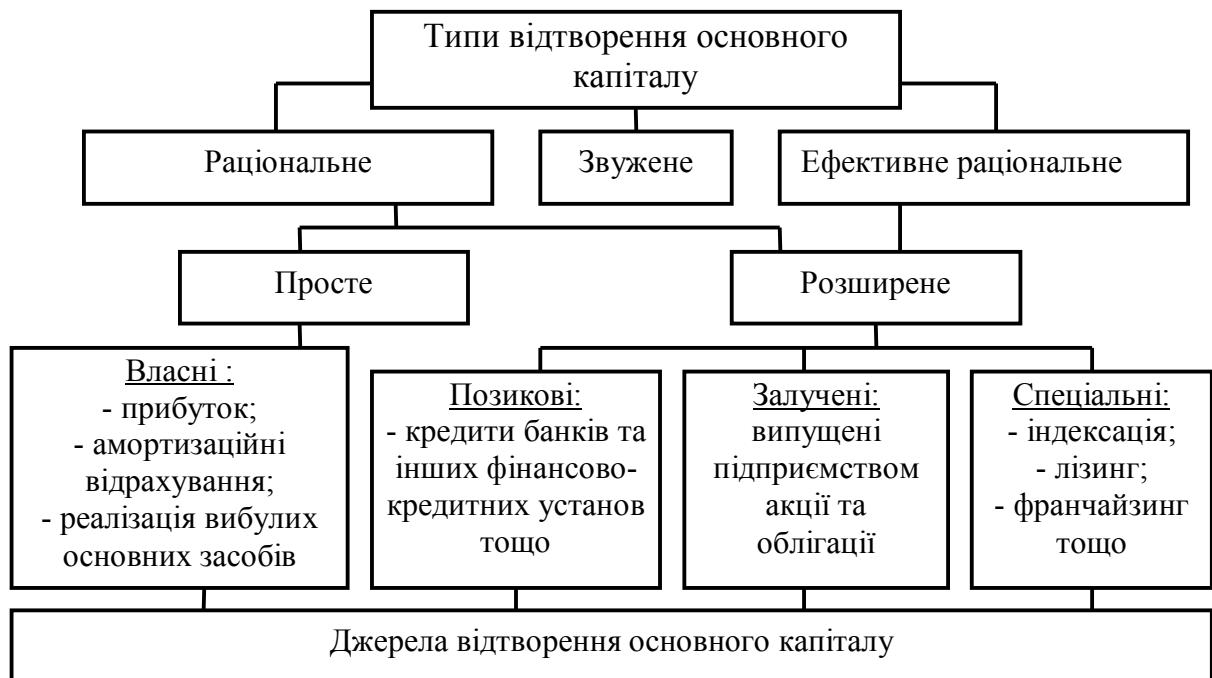 Типи відтворення основного
капіталу
Раціональне
Звужене
Ефективне раціональне
Просте
Розширене
Власні :
- прибуток;
- амортизаційні
відрахування;
- реалізація вибулих
основних засобів
Позикові:
- кредити банків та
інших фінансово-
кредитних установ
тощо
Залучені:
випущені
підприємством
акції та
облігації
Спеціальні:
- індексація;
- лізинг;
- франчайзинг
тощо
Джерела відтворення основного капіталу